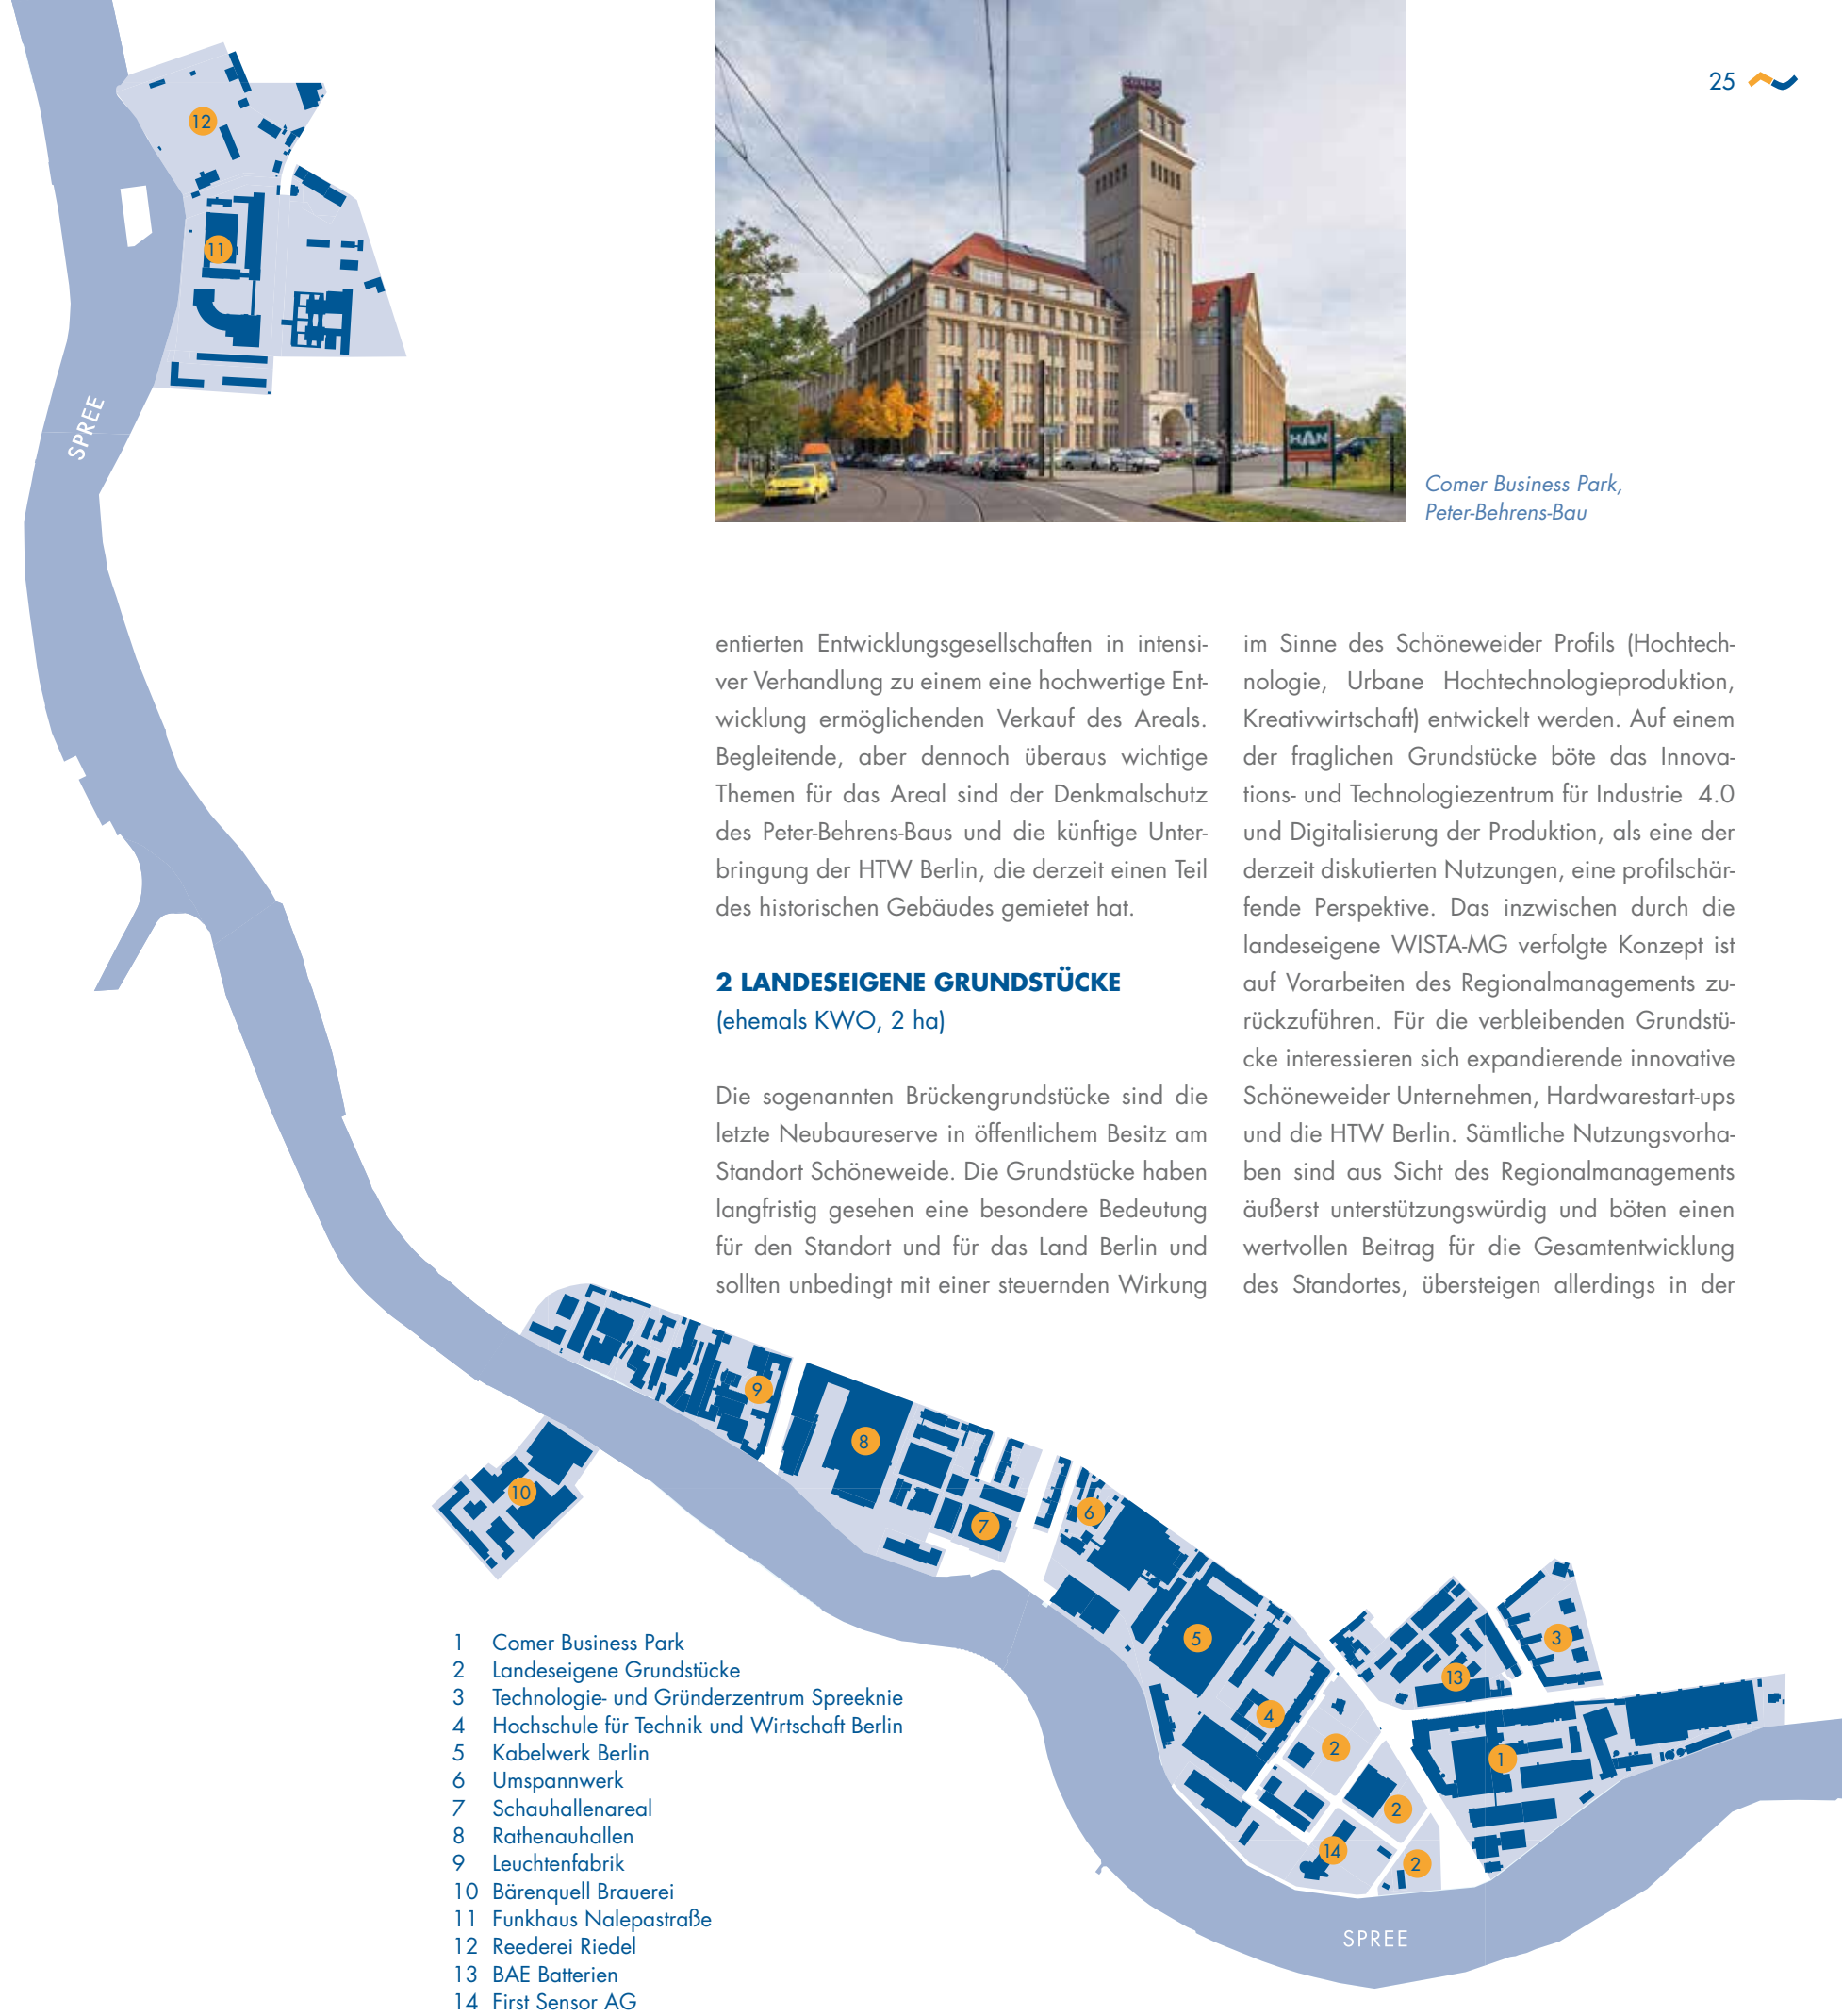 25
Comer Business Park,
Peter-Behrens-Bau
HAN
entierten Entwicklungsgesellschaften in intensi-
ver Verhandlung zu einem eine hochwertige Ent-
wicklung ermöglichenden Verkauf des Areals.
Begleitende, aber dennoch überaus wichtige
Themen für das Areal sind der Denkmalschutz
des Peter-Behrens-Baus und die künftige Unter-
bringung der HTW Berlin, die derzeit einen Teil
des historischen Gebäudes gemietet hat.
2 LANDESEIGENE GRUNDSTÜCKE
(ehemals KWO, 2 ha)
Die sogenannten Brückengrundstücke sind die
letzte Neubaureserve in öffentlichem Besitz am
Standort Schöneweide. Die Grundstücke haben
langfristig gesehen eine besondere Bedeutung
für den Standort und für das Land Berlin und
sollten unbedingt mit einer steuernden Wirkung
im Sinne des Schöneweider Profils (Hochtech-
nologie, Urbane Hochtechnologieproduktion,
Kreativwirtschaft) entwickelt werden. Auf einem
der fraglichen Grundstücke böte das Innova-
tions- und Technologiezentrum für Industrie 4.0
und Digitalisierung der Produktion, als eine der
derzeit diskutierten Nutzungen, eine profilschär-
fende Perspektive. Das inzwischen durch die
landeseigene WISTA-MG verfolgte Konzept ist
auf Vorarbeiten des Regionalmanagements zu-
rückzuführen. Für die verbleibenden Grundstü-
cke interessieren sich expandierende innovative
Schöneweider Unternehmen, Hardwarestart-ups
und die HTW Berlin. Sämtliche Nutzungsvorha-
ben sind aus Sicht des Regionalmanagements
äußerst unterstützungswürdig und böten einen
wertvollen Beitrag für die Gesamtentwicklung
des Standortes, übersteigen allerdings in der
12
11
SPREE
9
8
10
7
6
5
3
13
4
2
1
2
14
2
SPREE
1 Comer Business Park
2 Landeseigene Grundstücke
3 Technologie- und Gründerzentrum Spreeknie
4 Hochschule für Technik und Wirtschaft Berlin
5 Kabelwerk Berlin
6 Umspannwerk
7 Schauhallenareal
8 Rathenauhallen
9 Leuchtenfabrik
10 Bärenquell Brauerei
11 Funkhaus Nalepastraße
12 Reederei Riedel
13 BAE Batterien
14 First Sensor AG